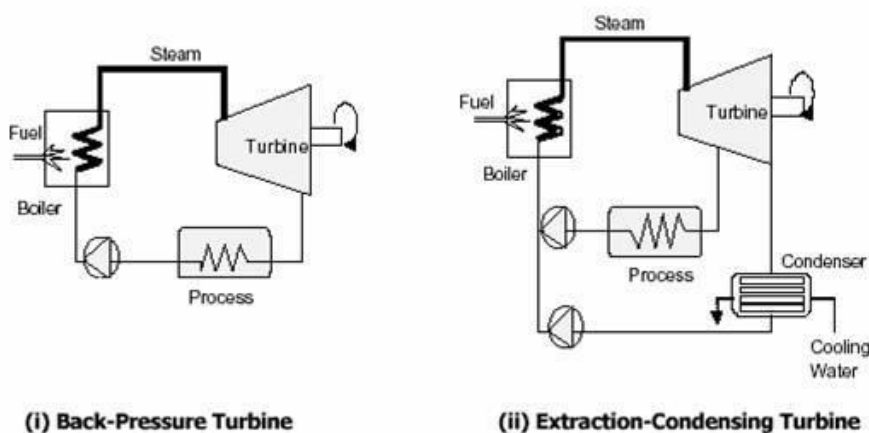 Steam
Fuel
Turbine
Boiler
Process
(i) Back-Pressure Turbine
Steam
Fuel
Turbine
Boiler
Process
Condenser
Cooling
Water
(ii) Extraction-Condensing Turbine